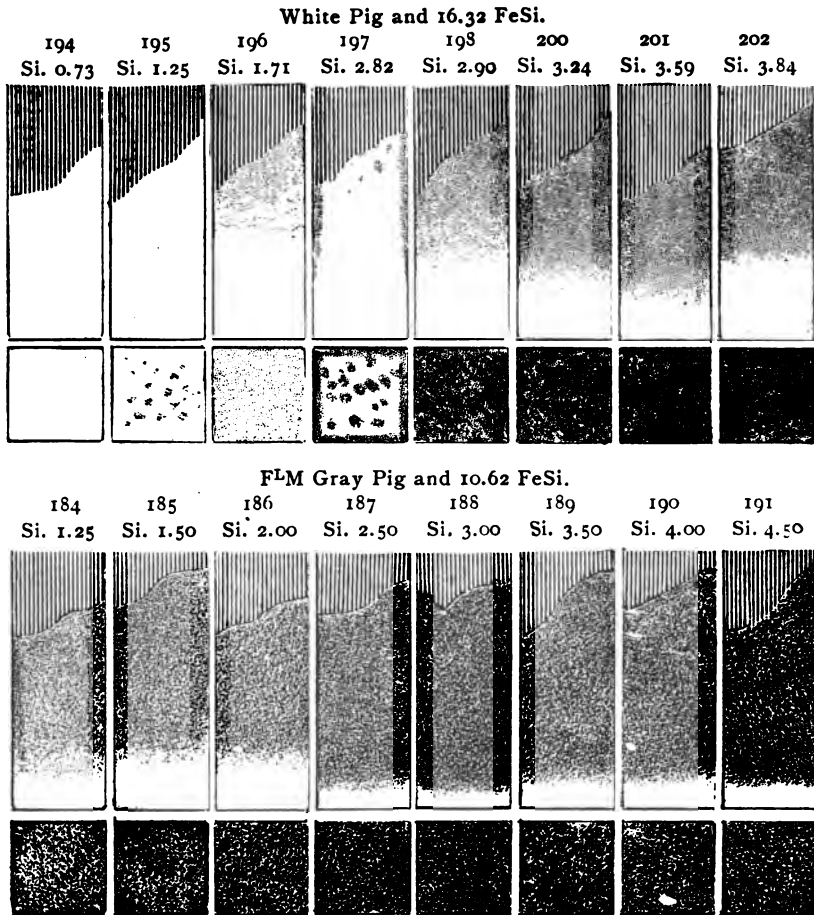 White Pig and 16.32 FeSi.
194 195 196 197 198 200 201 202
Si. 0.73 Si. 1.25 Si. 1.71 Si. 2.82 Si. 2.90 Si. 3.24 Si. 3.59 Si. 3.84
FLM Gray Pig and 10.62 FeSi.
184 185 186 187 188 189 190 191
Si. 1.25 Si. 1.50 Si. 2.00 Si. 2.50 Si. 3.00 Si. 3.50 Si. 4.00 Si. 4.50